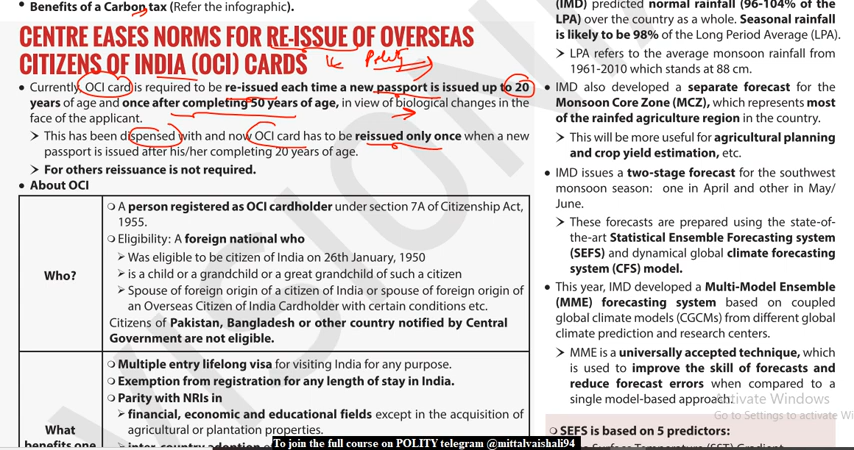 • Benefits of a Carbon tax (Refer the infographic).
CENTRE EASES NORMS FOR RE-ISSUE OF OVERSEAS
CITIZENS OF INDIA (OCI) CARDS
Polity
• Currently, OCI card is required to be re-issued each time a new passport is issued up to 20
years of age and once after completing 50 years of age, in view of biological changes in the
face of the applicant.
➤ This has been dispensed with and now OCI card has to be reissued only once when a new
passport is issued after his/her completing 20 years of age.
➤ For others reissuance is not required.
• About OCI
Who?
○ A person registered as OCI cardholder under section 7A of Citizenship Act,
1955.
○ Eligibility: A foreign national who
➤ Was eligible to be citizen of India on 26th January, 1950
➤ is a child or a grandchild or a great grandchild of such a citizen
➤ Spouse of foreign origin of a citizen of India or spouse of foreign origin of
an Overseas Citizen of India Cardholder with certain conditions etc.
Citizens of Pakistan, Bangladesh or other country notified by Central
Government are not eligible.
What
benefits one
○ Multiple entry lifelong visa for visiting India for any purpose.
○ Exemption from registration for any length of stay in India.
○ Parity with NRIs in
➤ financial, economic and educational fields except in the acquisition of
agricultural or plantation properties.
➤ inter-country adoption
(IMD) predicted normal rainfall (96-104% of the
LPA) over the country as a whole. Seasonal rainfall
is likely to be 98% of the Long Period Average (LPA).
➤ LPA refers to the average monsoon rainfall from
1961-2010 which stands at 88 cm.
• IMD also developed a separate forecast for the
Monsoon Core Zone (MCZ), which represents most
of the rainfed agriculture region in the country.
➤ This will be more useful for agricultural planning
and crop yield estimation, etc.
• IMD issues a two-stage forecast for the southwest
monsoon season: one in April and other in May/
June.
➤ These forecasts are prepared using the state-of-
the-art Statistical Ensemble Forecasting system
(SEFS) and dynamical global climate forecasting
system (CFS) model.
• This year, IMD developed a Multi-Model Ensemble
(MME) forecasting system based on coupled
global climate models (CGCMs) from different global
climate prediction and research centers.
➤ MME is a universally accepted technique, which
is used to improve the skill of forecasts and
reduce forecast errors when compared to a
single model-based approach.
Activate Windows
Go to Settings to activate Wi
○ SEFS is based on 5 predictors:
Surface Temperature (SST) Gradient
To join the full course on POLITY telegram @mittalvaishali94
VISION